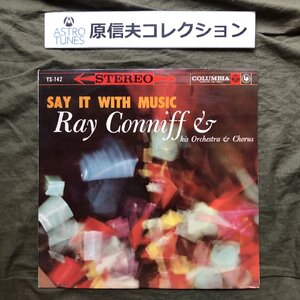 ASTRO
TUNES
原信夫コレクション
YS-142
STEREO
COLUMBIA
SAY IT WITH MUSIC
Ray Conniff &
his Orchestra & Chorus